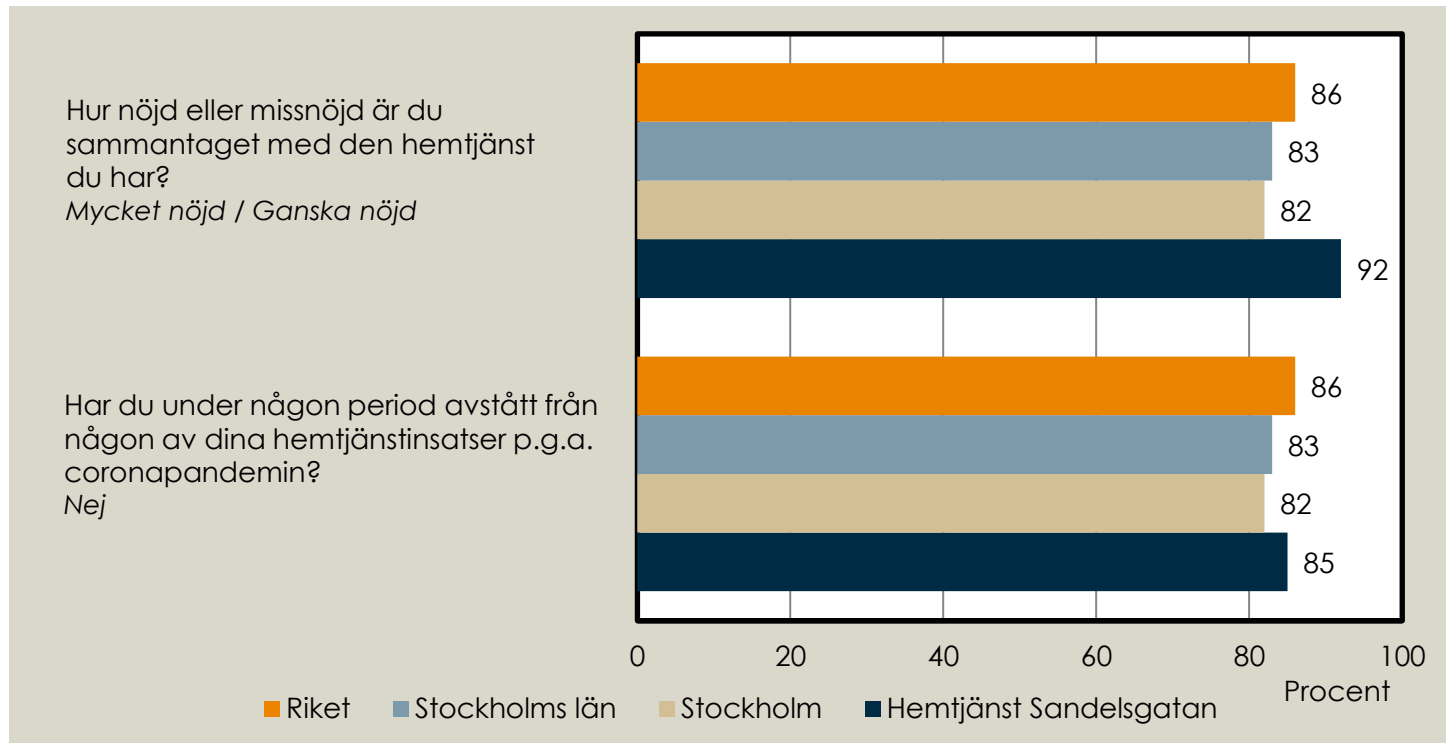 Hur nöjd eller missnöjd är du
sammantaget med den hemtjänst
du har?
Mycket nöjd / Ganska nöjd
86
83
82
92
Har du under någon period avstått från
någon av dina hemtjänstinsatser p.g.a.
coronapandemin?
Nej
86
83
82
85
0 20 40 60 80 100
Procent
Riket Stockholms län Stockholm Hemtjänst Sandelsgatan